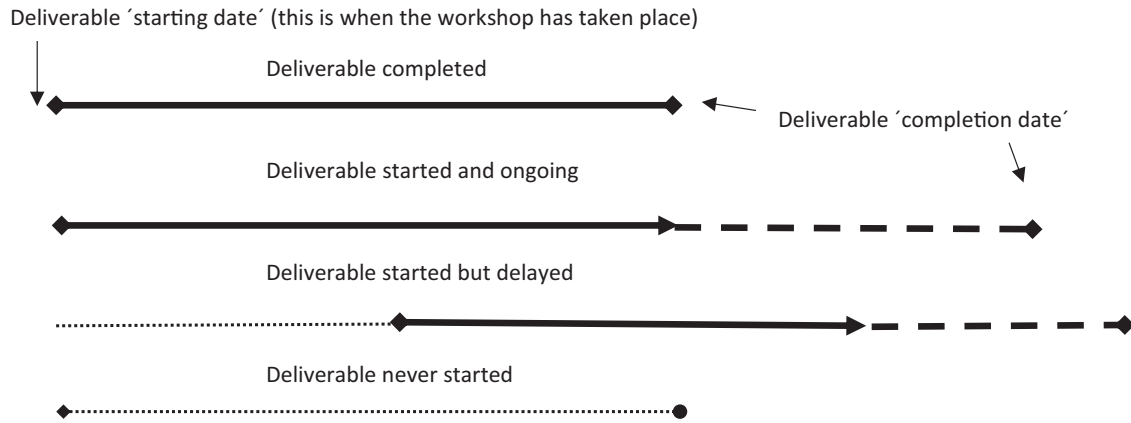 Deliverable ´starting date´ (this is when the workshop has taken place)
Deliverable completed
Deliverable ´completion date´
Deliverable started and ongoing
Deliverable started but delayed
Deliverable never started